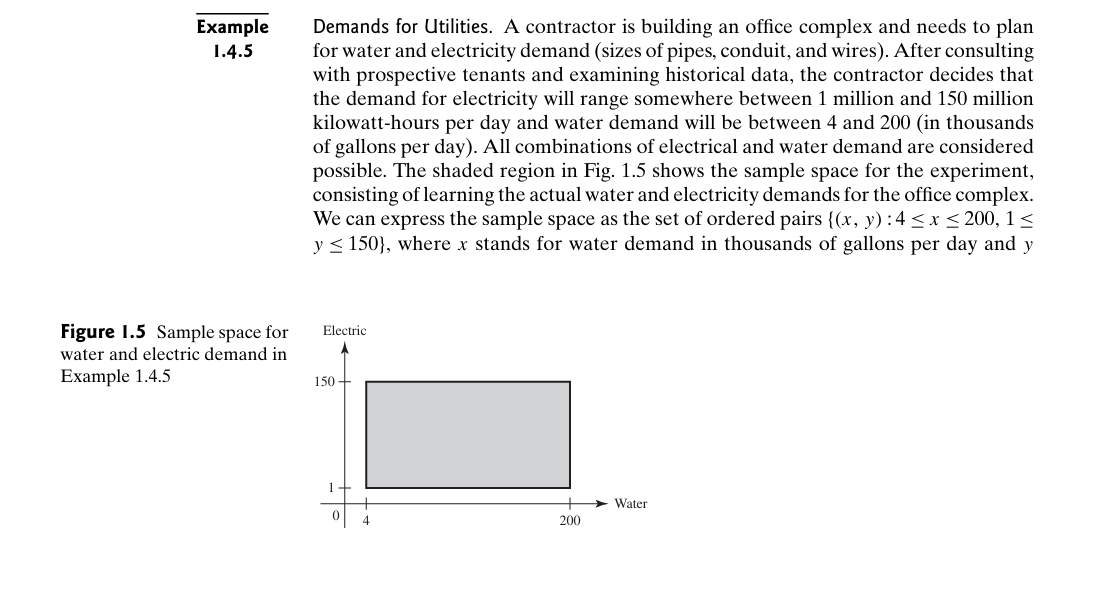 Example
1.4.5
Demands for Utilities. A contractor is building an office complex and needs to plan
for water and electricity demand (sizes of pipes, conduit, and wires). After consulting
with prospective tenants and examining historical data, the contractor decides that
the demand for electricity will range somewhere between 1 million and 150 million
kilowatt-hours per day and water demand will be between 4 and 200 (in thousands
of gallons per day). All combinations of electrical and water demand are considered
possible. The shaded region in Fig. 1.5 shows the sample space for the experiment,
consisting of learning the actual water and electricity demands for the office complex.
We can express the sample space as the set of ordered pairs {(x, y) : 4 ≤ x ≤ 200, 1 ≤
y ≤ 150}, where x stands for water demand in thousands of gallons per day and y
Figure 1.5 Sample space for
water and electric demand in
Example 1.4.5
Electric
150
1
0
4
200
Water